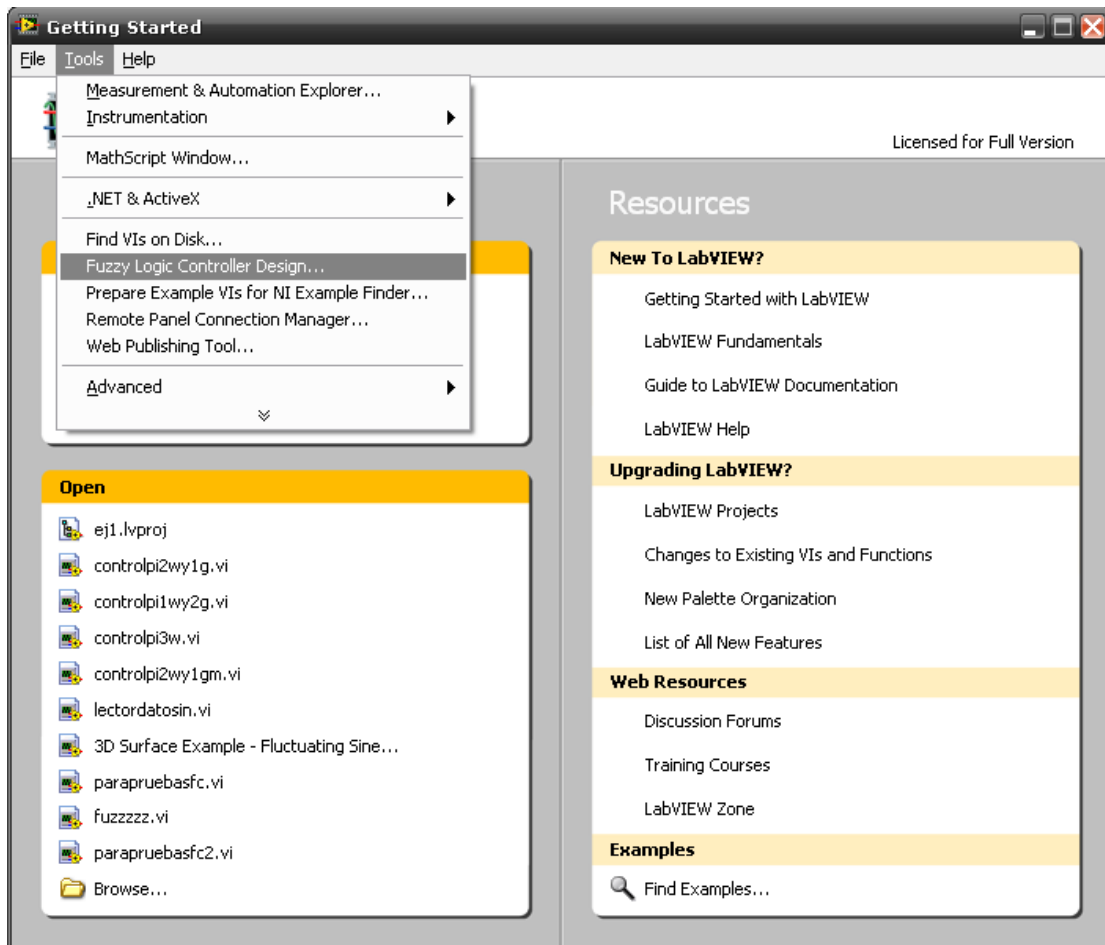 Getting Started
File Tools Help
Measurement & Automation Explorer...
Instrumentation
MathScript Window...
.NET & ActiveX
Find VIs on Disk...
Fuzzy Logic Controller Design...
Prepare Example VIs for NI Example Finder...
Remote Panel Connection Manager...
Web Publishing Tool...
Advanced
Licensed for Full Version
Open
ej1.lvproj
controlpi2wy1g.vi
controlpi1wy2g.vi
controlpi3w.vi
controlpi2wy1gm.vi
lectordatosin.vi
3D Surface Example - Fluctuating Sine...
parapruebasfc.vi
fuzzzzz.vi
parapruebasfc2.vi
Browse...
Resources
New To LabVIEW?
Getting Started with LabVIEW
LabVIEW Fundamentals
Guide to LabVIEW Documentation
LabVIEW Help
Upgrading LabVIEW?
LabVIEW Projects
Changes to Existing VIs and Functions
New Palette Organization
List of All New Features
Web Resources
Discussion Forums
Training Courses
LabVIEW Zone
Examples
Find Examples...